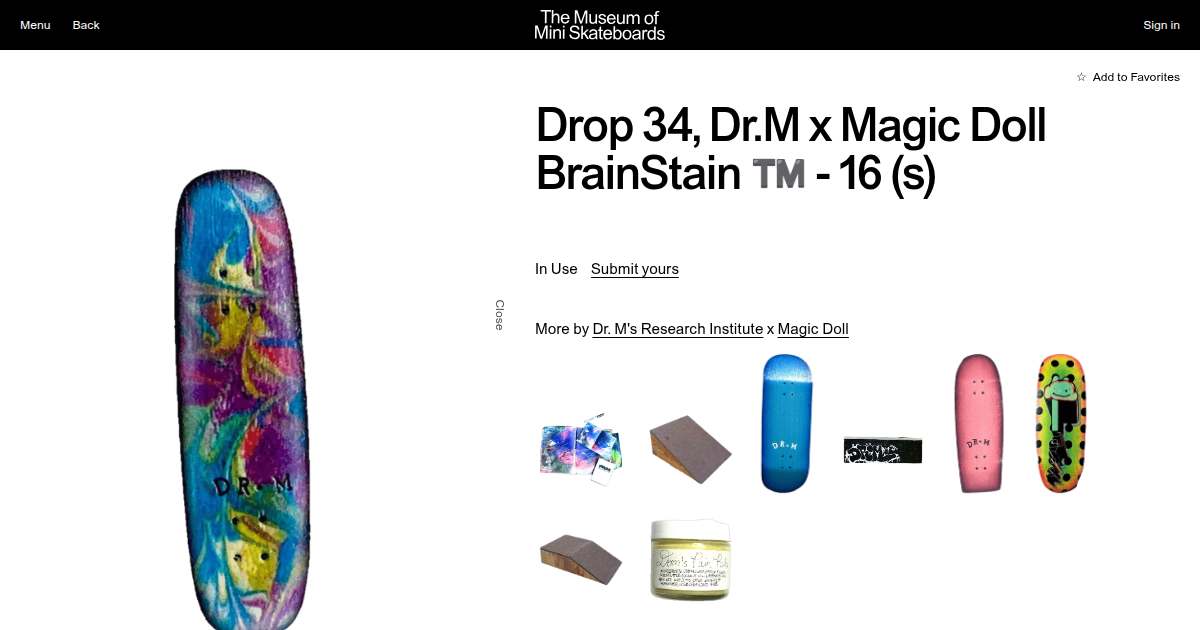 Menu
Back
The Museum of
Mini Skateboards
Sign in
☆ Add to Favorites
Drop 34, Dr.M x Magic Doll
BrainStain ™️ - 16 (s)
In Use
Submit yours
Close
More by Dr. M's Research Institute x Magic Doll
DR•M
DR•M
DR•M